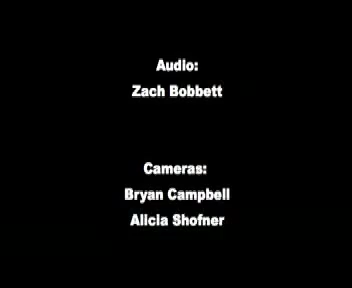 Audio:
Zach Bobbett
Cameras:
Bryan Campbell
Alicia Shofner